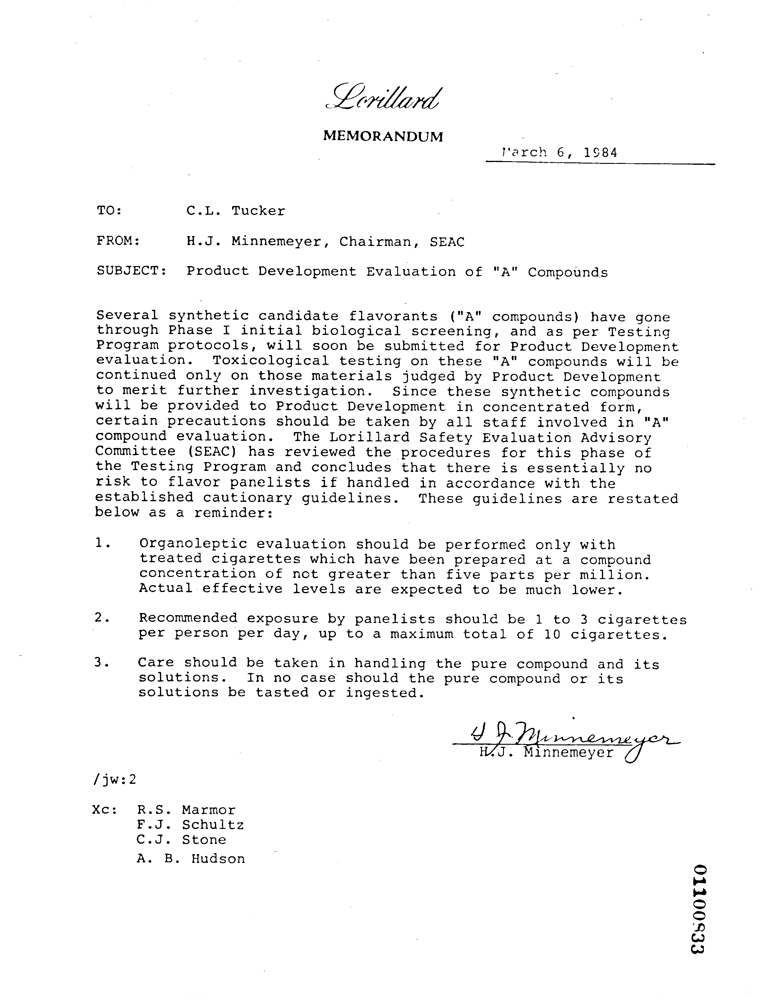 Lorillard
MEMORANDUM
March 6, 1984
TO: C.L. Tucker
FROM: H.J. Minnemeyer, Chairman, SEAC
SUBJECT: Product Development Evaluation of "A" Compounds
Several synthetic candidate flavorants ("A" compounds) have gone
through Phase I initial biological screening, and as per Testing
Program protocols, will soon be submitted for Product Development
evaluation. Toxicological testing on these "A" compounds will be
continued only on those materials judged by Product Development
to merit further investigation. Since these synthetic compounds
will be provided to Product Development in concentrated form,
certain precautions should be taken by all staff involved in "A"
compound evaluation. The Lorillard Safety Evaluation Advisory
Committee (SEAC) has reviewed the procedures for this phase of
the Testing Program and concludes that there is essentially no
risk to flavor panelists if handled in accordance with the
established cautionary guidelines. These guidelines are restated
below as a reminder:
1. Organoleptic evaluation should be performed only with
treated cigarettes which have been prepared at a compound
concentration of not greater than five parts per million.
Actual effective levels are expected to be much lower.
2. Recommended exposure by panelists should be 1 to 3 cigarettes
per person per day, up to a maximum total of 10 cigarettes.
3. Care should be taken in handling the pure compound and its
solutions. In no case should the pure compound or its
solutions be tasted or ingested.
H J Minnemeyer
H.J. Minnemeyer
/jw:2
Xc: R.S. Marmor
F.J. Schultz
C.J. Stone
A. B. Hudson
01100933